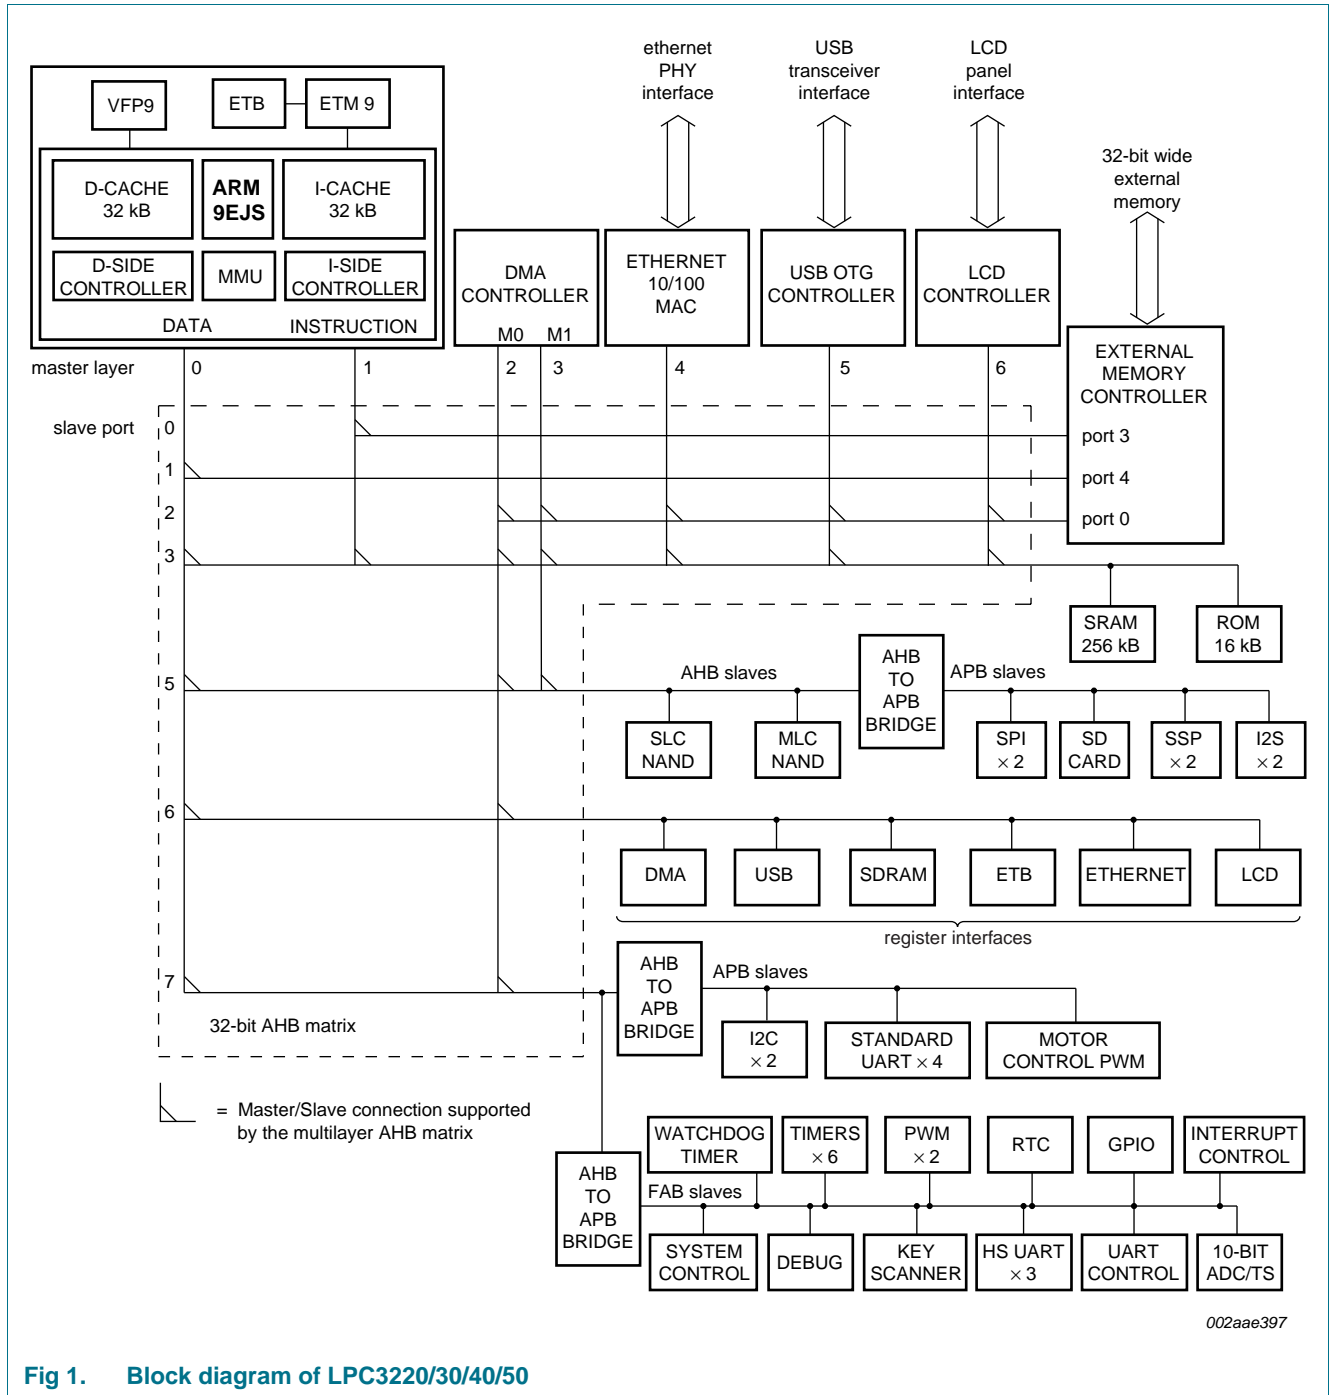 ethernet
PHY
interface
USB
transceiver
interface
LCD
panel
interface
32-bit wide
external
memory
VFP9
ETB
ETM 9
D-CACHE
32 kB
ARM
9EJS
I-CACHE
32 kB
D-SIDE
CONTROLLER
MMU
I-SIDE
CONTROLLER
DATA
INSTRUCTION
DMA
CONTROLLER
M0 M1
ETHERNET
10/100
MAC
USB OTG
CONTROLLER
LCD
CONTROLLER
EXTERNAL
MEMORY
CONTROLLER
port 3
port 4
port 0
master layer 0 1 2 3 4 5 6
slave port 0
1
2
3
5
6
7
SRAM
256 kB
ROM
16 kB
AHB slaves
AHB
TO
APB
BRIDGE
APB slaves
SLC
NAND
MLC
NAND
SPI
× 2
SD
CARD
SSP
× 2
I2S
× 2
DMA
USB
SDRAM
ETB
ETHERNET
LCD
register interfaces
AHB
TO
APB
BRIDGE
APB slaves
I2C
× 2
STANDARD
UART × 4
MOTOR
CONTROL PWM
32-bit AHB matrix
= Master/Slave connection supported
by the multilayer AHB matrix
AHB
TO
APB
BRIDGE
FAB slaves
WATCHDOG
TIMER
TIMERS
× 6
PWM
× 2
RTC
GPIO
INTERRUPT
CONTROL
SYSTEM
CONTROL
DEBUG
KEY
SCANNER
HS UART
× 3
UART
CONTROL
10-BIT
ADC/TS
002aae397
Fig 1. Block diagram of LPC3220/30/40/50